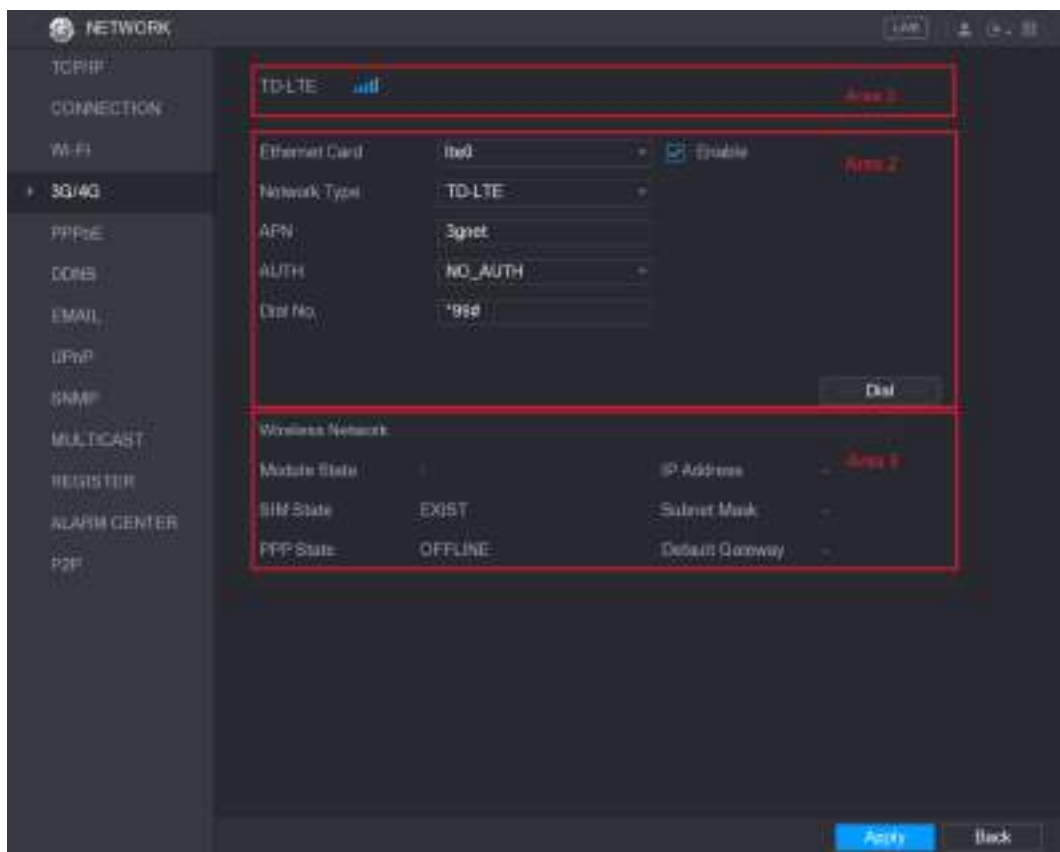 NETWORK LIVE
TCP/IP
CONNECTION
WI-FI
3G/4G
PPPoE
DDNS
EMAIL
UPnP
SNMP
MULTICAST
REGISTER
ALARM CENTER
P2P
TD-LTE Area 1
Ethernet Card lte0 Enable Area 2
Network Type TD-LTE
APN 3gnet
AUTH NO_AUTH
Dial No. *99#
Dial
Wireless Network
Module State - IP Address - Area 3
SIM State EXIST Subnet Mask -
PPP State OFFLINE Default Gateway -
Apply Back